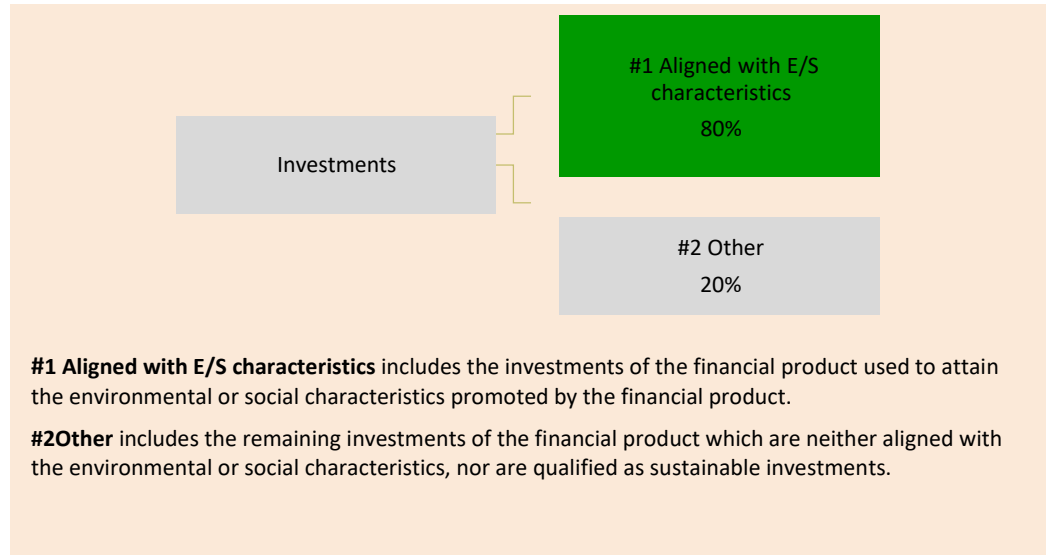 #1 Aligned with E/S
characteristics
80%
Investments
#2 Other
20%
#1 Aligned with E/S characteristics includes the investments of the financial product used to attain
the environmental or social characteristics promoted by the financial product.
#2Other includes the remaining investments of the financial product which are neither aligned with
the environmental or social characteristics, nor are qualified as sustainable investments.